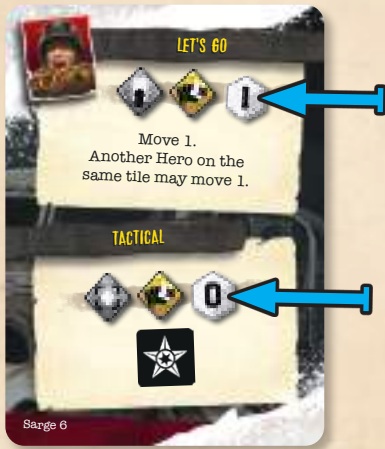 LET'S GO
1
Move 1.
Another Hero on the
same tile may move 1.
TACTICAL
0
Sarge 6